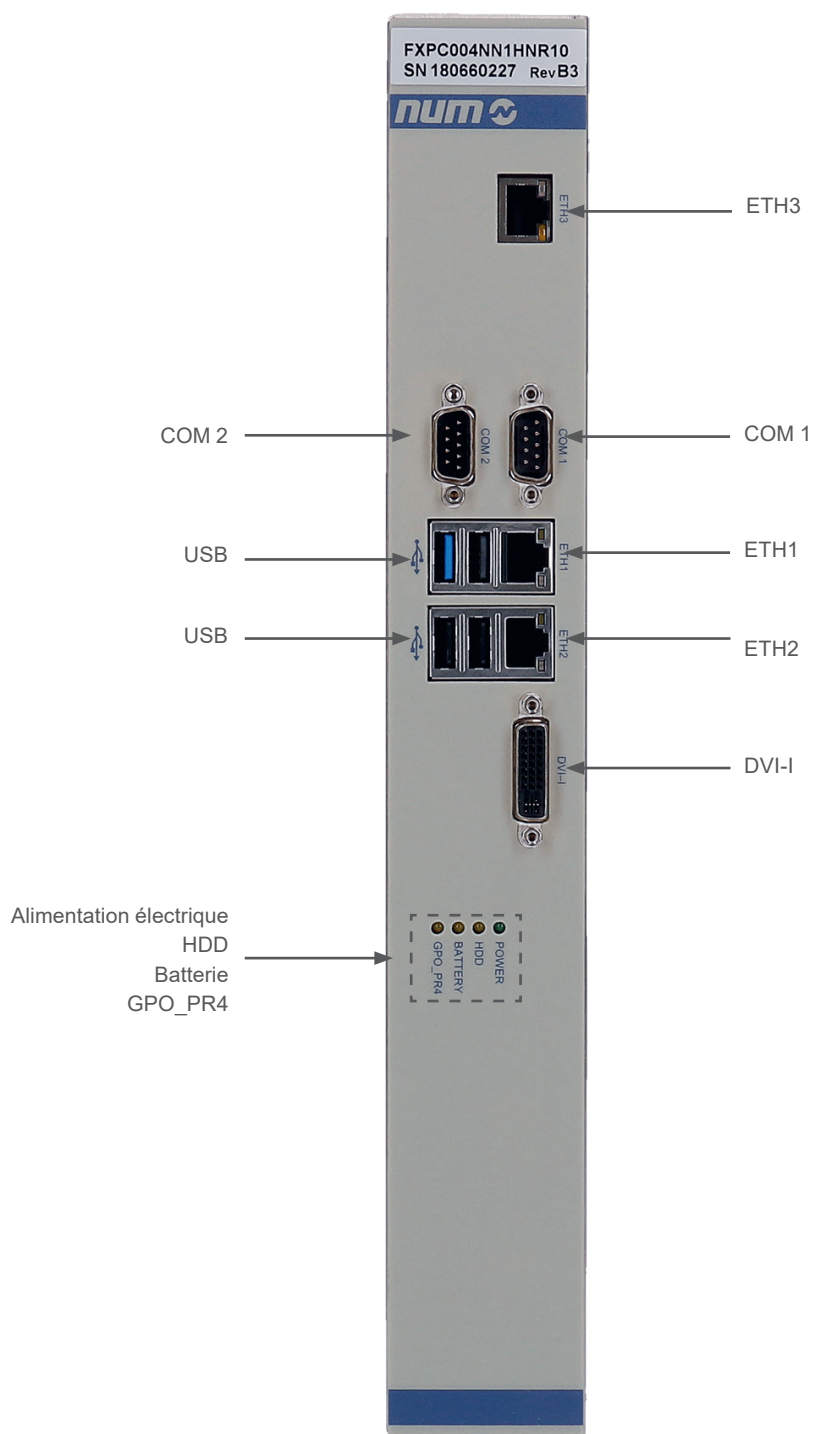 FXPC004NN1HNR10
SN 180660227 RevB3
num
ETH3
ETH3
COM 2
COM 2
COM 1
COM 1
USB
ETH1
ETH1
USB
ETH2
ETH2
DVI-I
DVI-I
Alimentation électrique
HDD
Batterie
GPO_PR4
GPO_PR4
BATTERY
HDD
POWER